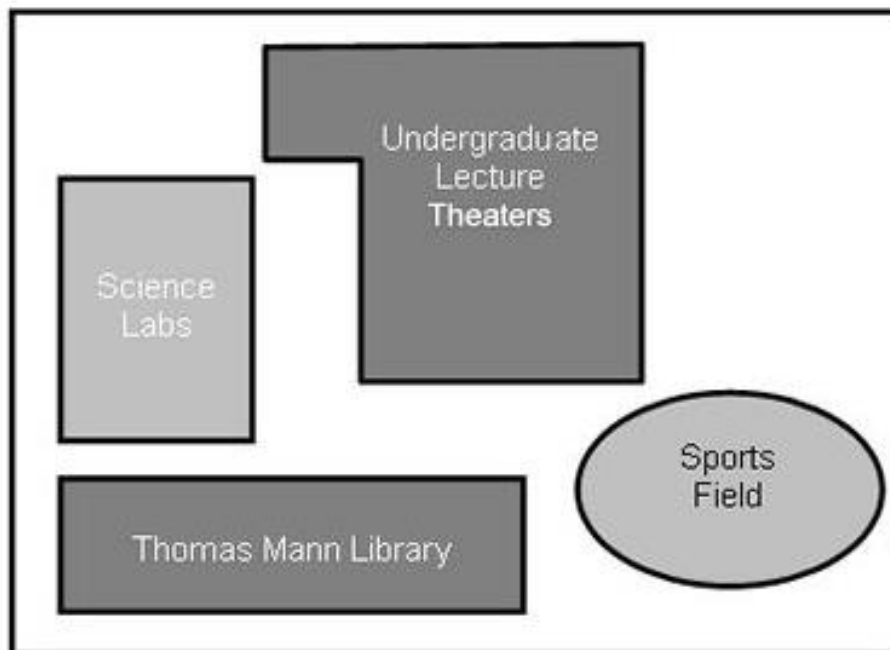 Undergraduate
Lecture
Theaters
Science
Labs
Sports
Field
Thomas Mann Library